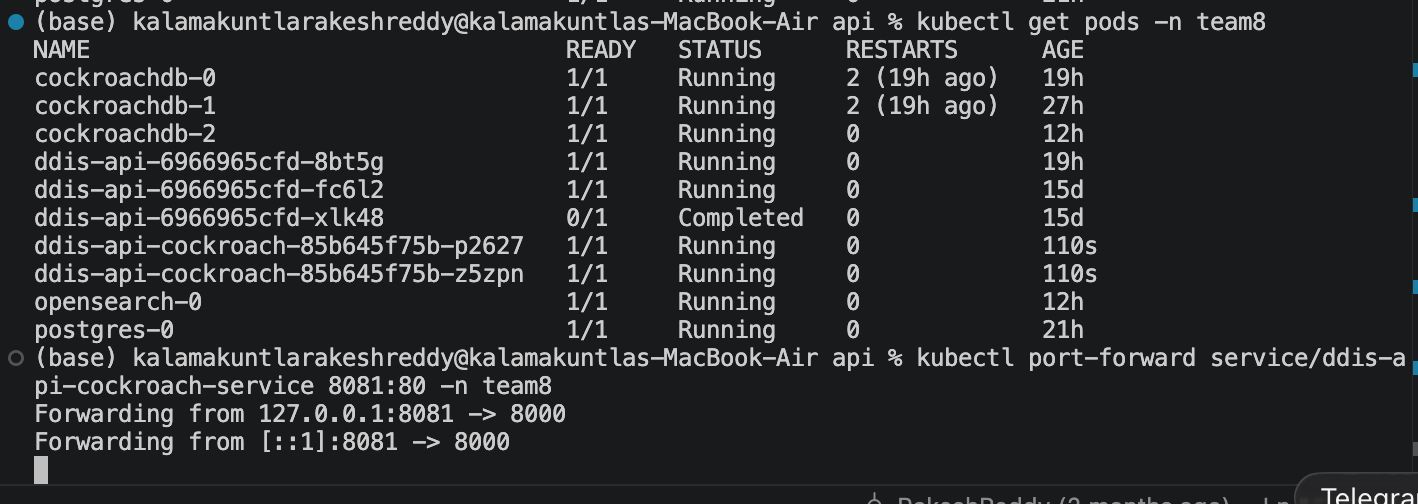 (base) kalamakuntlarakeshreddy@kalamakuntlas-MacBook-Air api % kubectl get pods -n team8
NAME READY STATUS RESTARTS AGE
cockroachdb-0 1/1 Running 2 (19h ago) 19h
cockroachdb-1 1/1 Running 2 (19h ago) 27h
cockroachdb-2 1/1 Running 0 12h
ddis-api-6966965cfd-8bt5g 1/1 Running 0 19h
ddis-api-6966965cfd-fc6l2 1/1 Running 0 15d
ddis-api-6966965cfd-xlk48 0/1 Completed 0 15d
ddis-api-cockroach-85b645f75b-p2627 1/1 Running 0 110s
ddis-api-cockroach-85b645f75b-z5zpn 1/1 Running 0 110s
opensearch-0 1/1 Running 0 12h
postgres-0 1/1 Running 0 21h
(base) kalamakuntlarakeshreddy@kalamakuntlas-MacBook-Air api % kubectl port-forward service/ddis-a
pi-cockroach-service 8081:80 -n team8
Forwarding from 127.0.0.1:8081 -> 8000
Forwarding from [::1]:8081 -> 8000